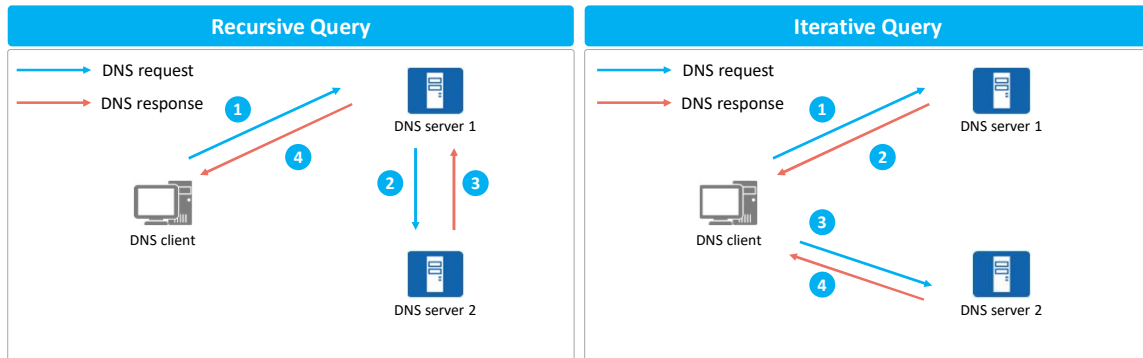 Recursive Query
DNS request
DNS response
1
4
DNS server 1
2
3
DNS client
DNS server 2
Iterative Query
DNS request
DNS response
1
2
DNS server 1
DNS client
3
4
DNS server 2